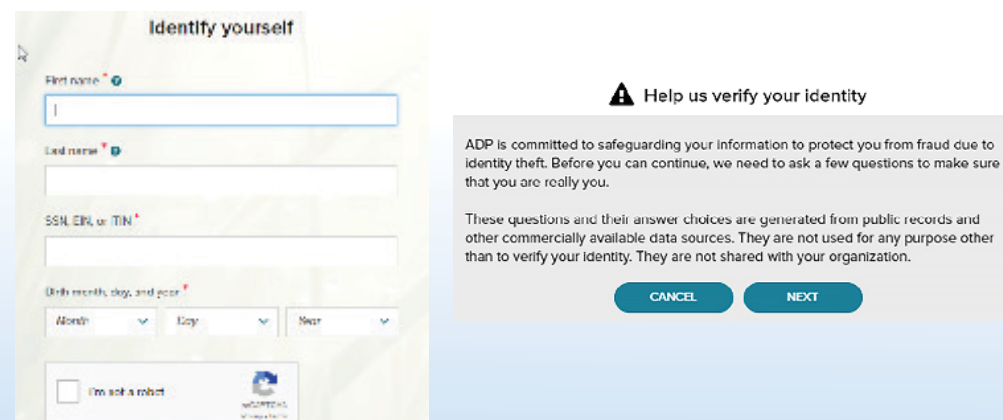 Identify yourself
First name *
Last name *
SSN, EIN, or ITIN *
Birth month, day, and year *
Month Day Year
I'm not a robot
reCAPTCHA
Help us verify your identity
ADP is committed to safeguarding your information to protect you from fraud due to
identity theft. Before you can continue, we need to ask a few questions to make sure
that you are really you.
These questions and their answer choices are generated from public records and
other commercially available data sources. They are not used for any purpose other
than to verify your identity. They are not shared with your organization.
CANCEL NEXT